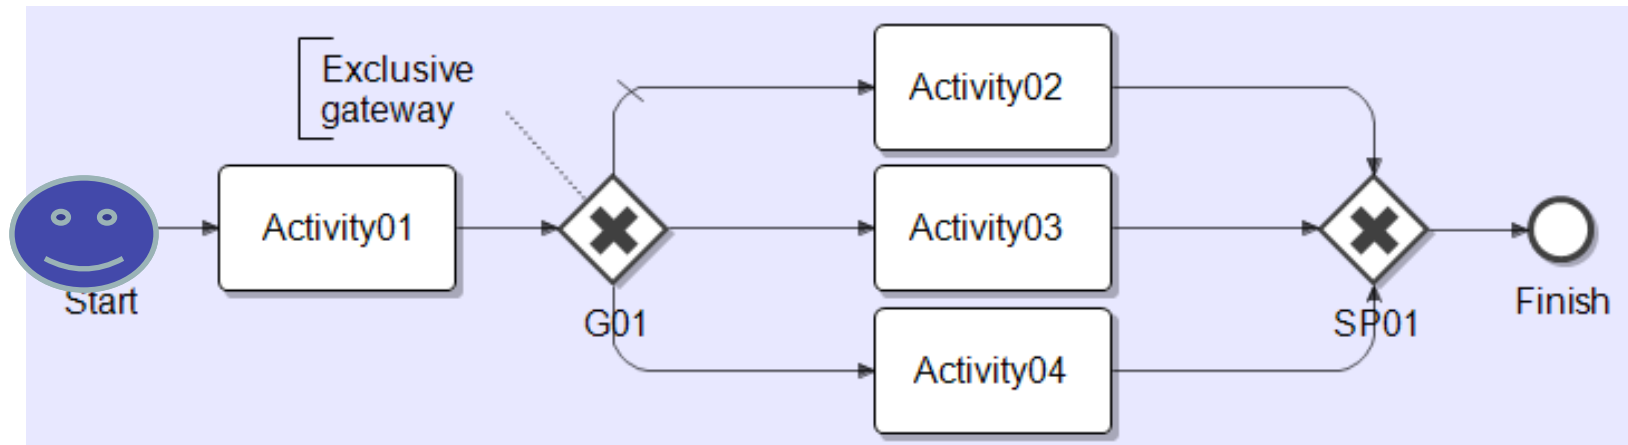 Exclusive
gateway
Activity02
Activity01
Activity03
Start
G01
SP01
Finish
Activity04